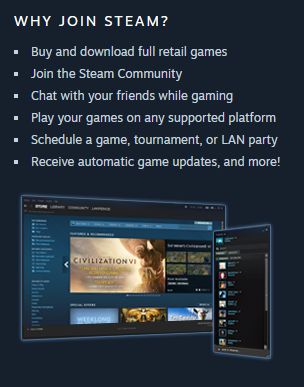 WHY JOIN STEAM?
Buy and download full retail games
Join the Steam Community
Chat with your friends while gaming
Play your games on any supported platform
Schedule a game, tournament, or LAN party
Receive automatic game updates, and more!
STORE LIBRARY COMMUNITY
FEATURED & RECOMMENDED
CIVILIZATION VI
SPECIAL OFFERS
WEEKLONG